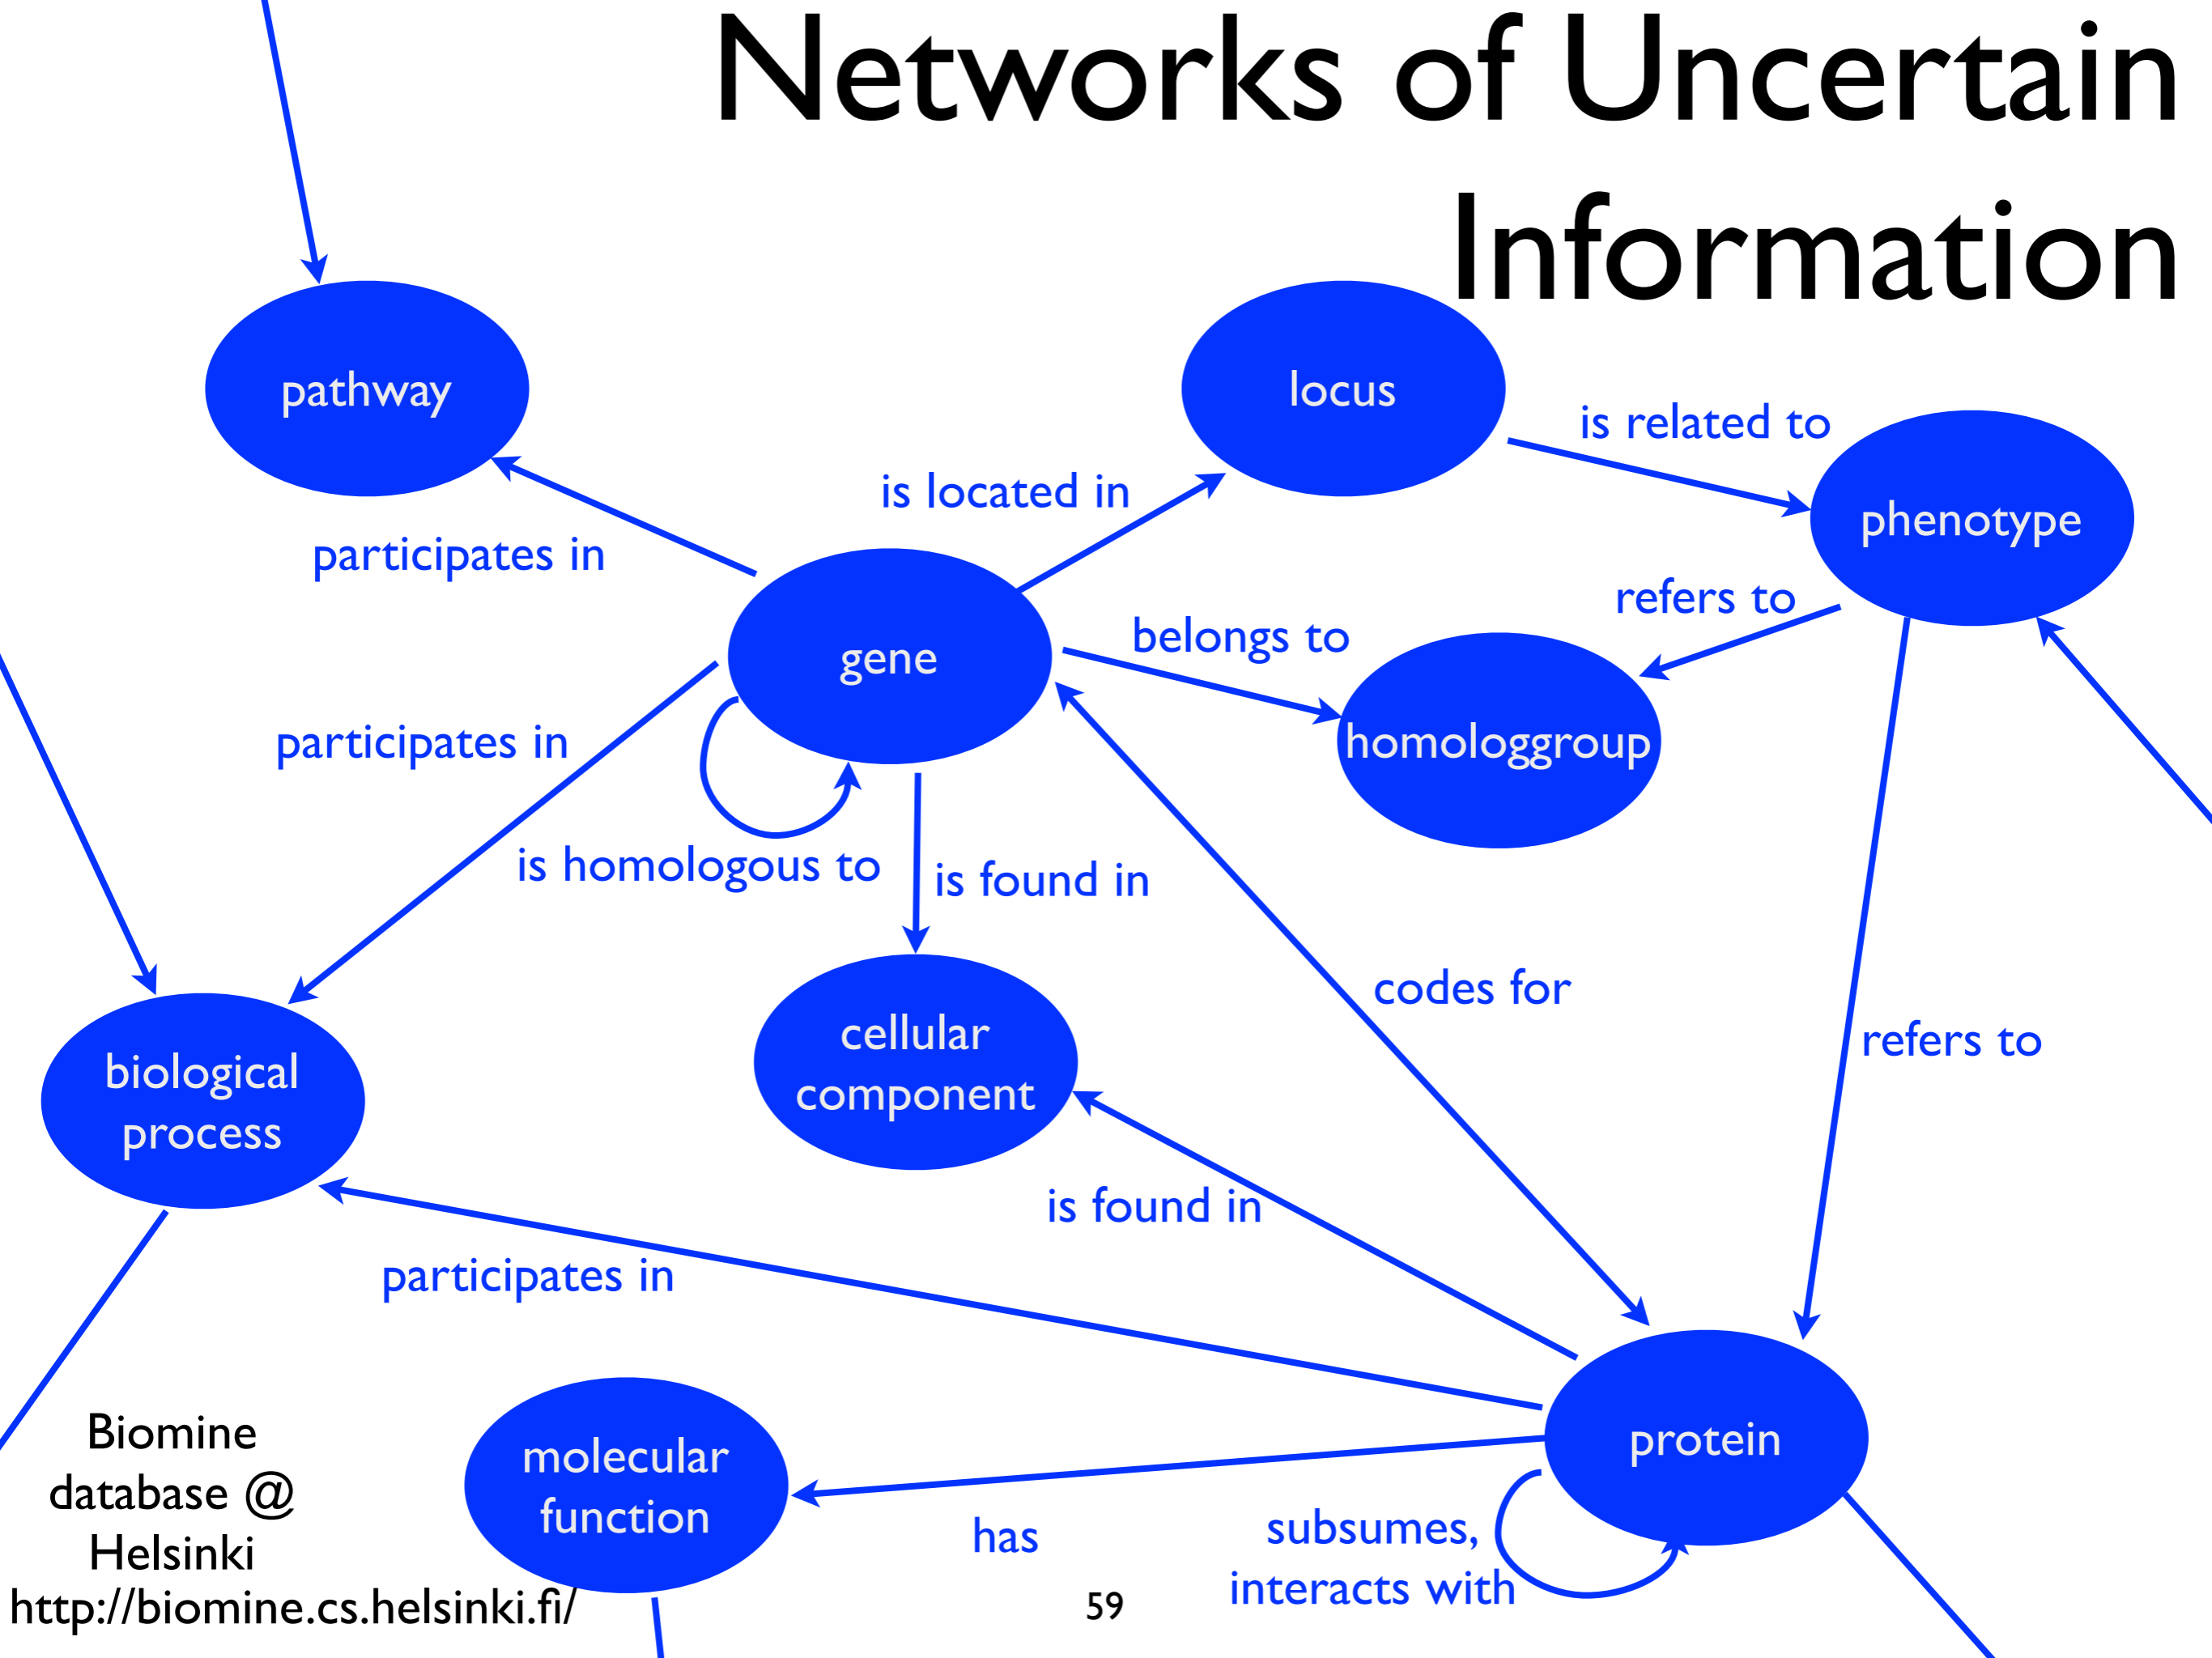 Networks of Uncertain
Information
pathway
locus
is related to
phenotype
is located in
participates in
refers to
belongs to
gene
homologgroup
participates in
is homologous to
is found in
codes for
cellular
component
refers to
biological
process
is found in
participates in
Biomine
database @
Helsinki
http://biomine.cs.helsinki.fi/
molecular
function
protein
has
subsumes,
interacts with
59